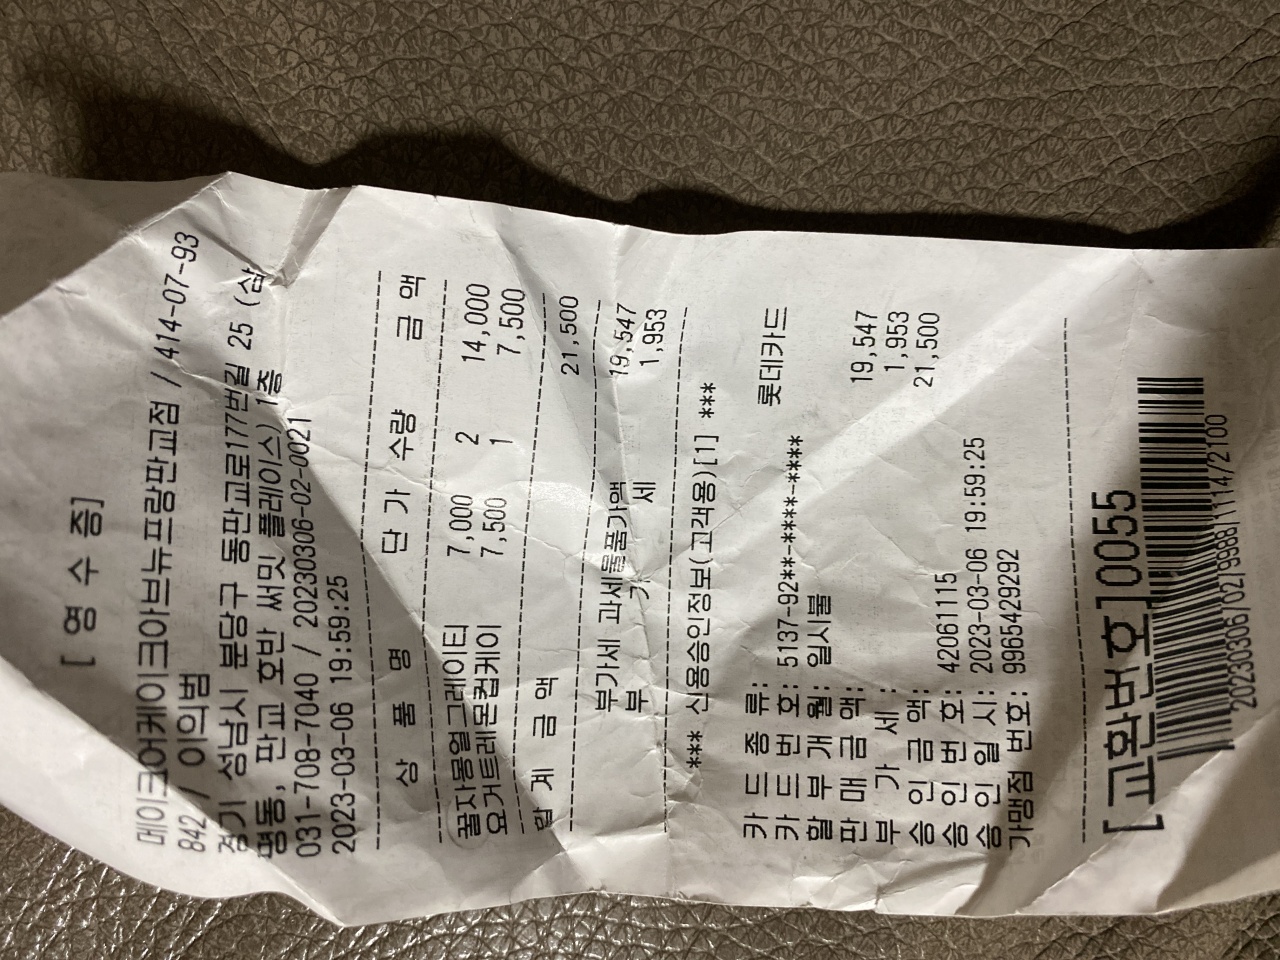 [ 영 수 증]
메이크어케이크아브뉴프랑판교점 / 414-07-93
842 / 이의범
경기 성남시 분당구 동판교로177번길 25 (삼
평동, 판교 호반 써밋 플레이스) 1층
031-708-7040 / 20230306-02-0021
2023-03-06 19:59:25
상 품 명 단 가 수량 금 액
꿀자몽얼그레이티 7,000 2 14,000
요거트레몬컵케이 7,500 1 7,500
합 계 금 액 21,500
부가세 과세물품가액 19,547
부 가 세 1,953
*** 신용승인정보(고객용)[1] ***
카 드 종 류: 롯데카드
카 드 번 호: 5137-92**-****-****
할 부 개 월: 일시불
판 매 금 액: 19,547
부 가 세 : 1,953
승 인 금 액: 21,500
승 인 번 호: 42061115
승 인 일 시: 2023-03-06 19:59:25
가맹점 번호: 9965429292
[교환번호]0055
20230306/02/9988/1114/2100